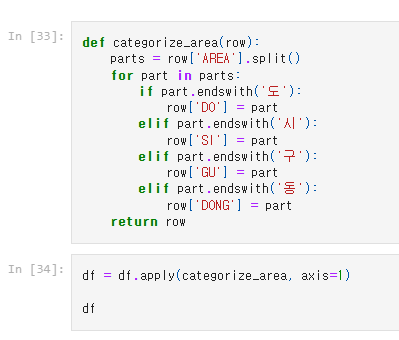 In [33]:
def categorize_area(row):
    parts = row['AREA'].split()
    for part in parts:
        if part.endswith('도'):
            row['DO'] = part
        elif part.endswith('시'):
            row['SI'] = part
        elif part.endswith('구'):
            row['GU'] = part
        elif part.endswith('동'):
            row['DONG'] = part
    return row
In [34]:
df = df.apply(categorize_area, axis=1)
df